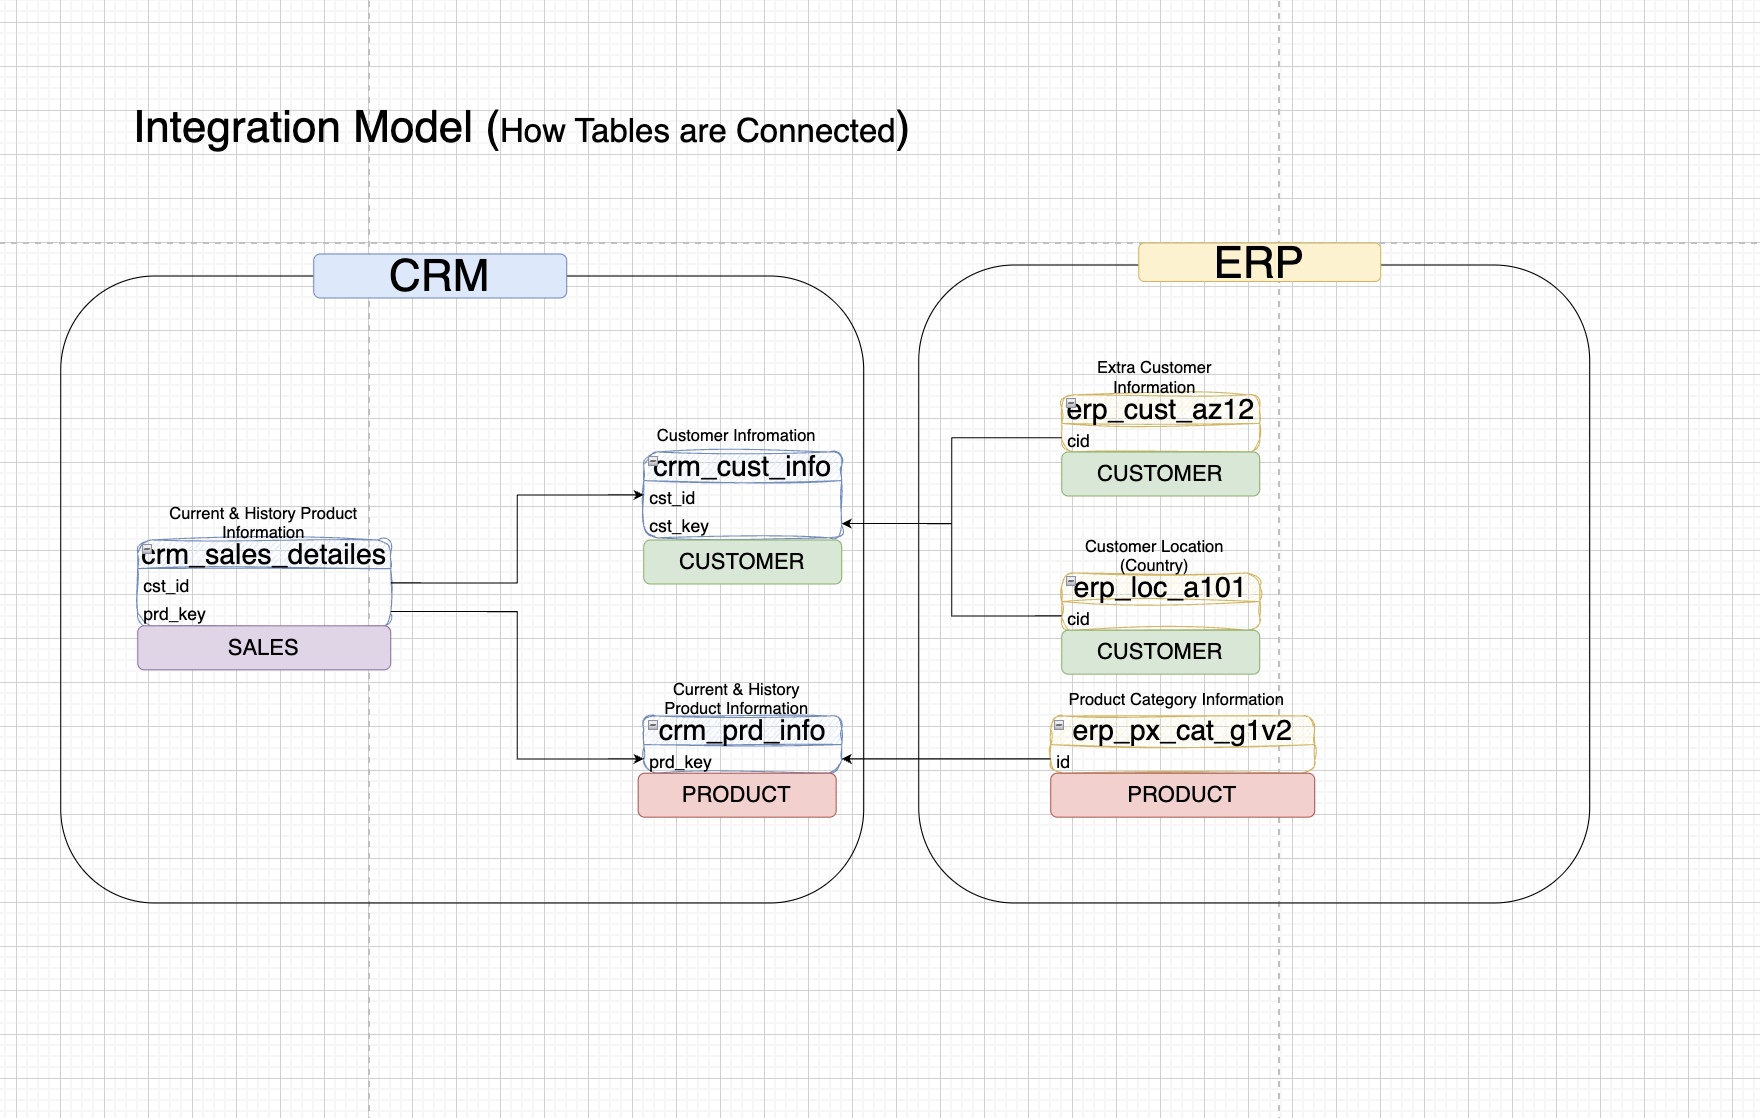 Integration Model (How Tables are Connected)
CRM
Current & History Product
Information
crm_sales_detailes
cst_id
prd_key
SALES
Customer Infromation
crm_cust_info
cst_id
cst_key
CUSTOMER
Current & History
Product Information
crm_prd_info
prd_key
PRODUCT
ERP
Extra Customer
Information
erp_cust_az12
cid
CUSTOMER
Customer Location
(Country)
erp_loc_a101
cid
CUSTOMER
Product Category Information
erp_px_cat_g1v2
id
PRODUCT